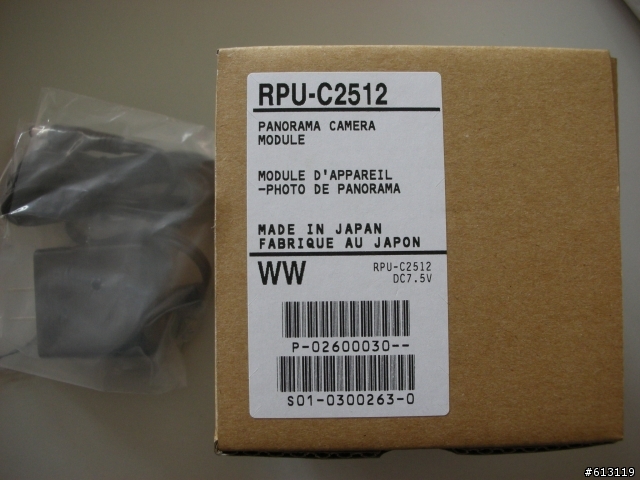 RPU-C2512
PANORAMA CAMERA
MODULE
MODULE D'APPAREIL
-PHOTO DE PANORAMA
MADE IN JAPAN
FABRIQUE AU JAPON
WW
RPU-C2512
DC7.5V
P-02600030--
S01-0300263-0
#613119